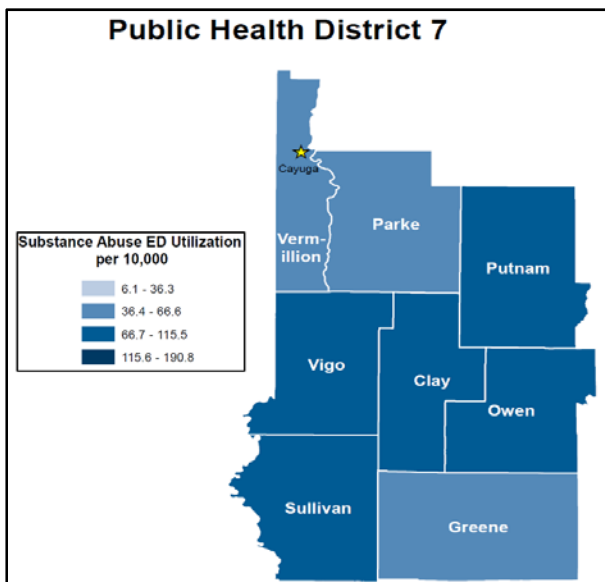 Public Health District 7
Cayuga
Verm-
illion
Parke
Putnam
Substance Abuse ED Utilization
per 10,000
6.1 - 36.3
36.4 - 66.6
66.7 - 115.5
115.6 - 190.8
Vigo
Clay
Owen
Sullivan
Greene